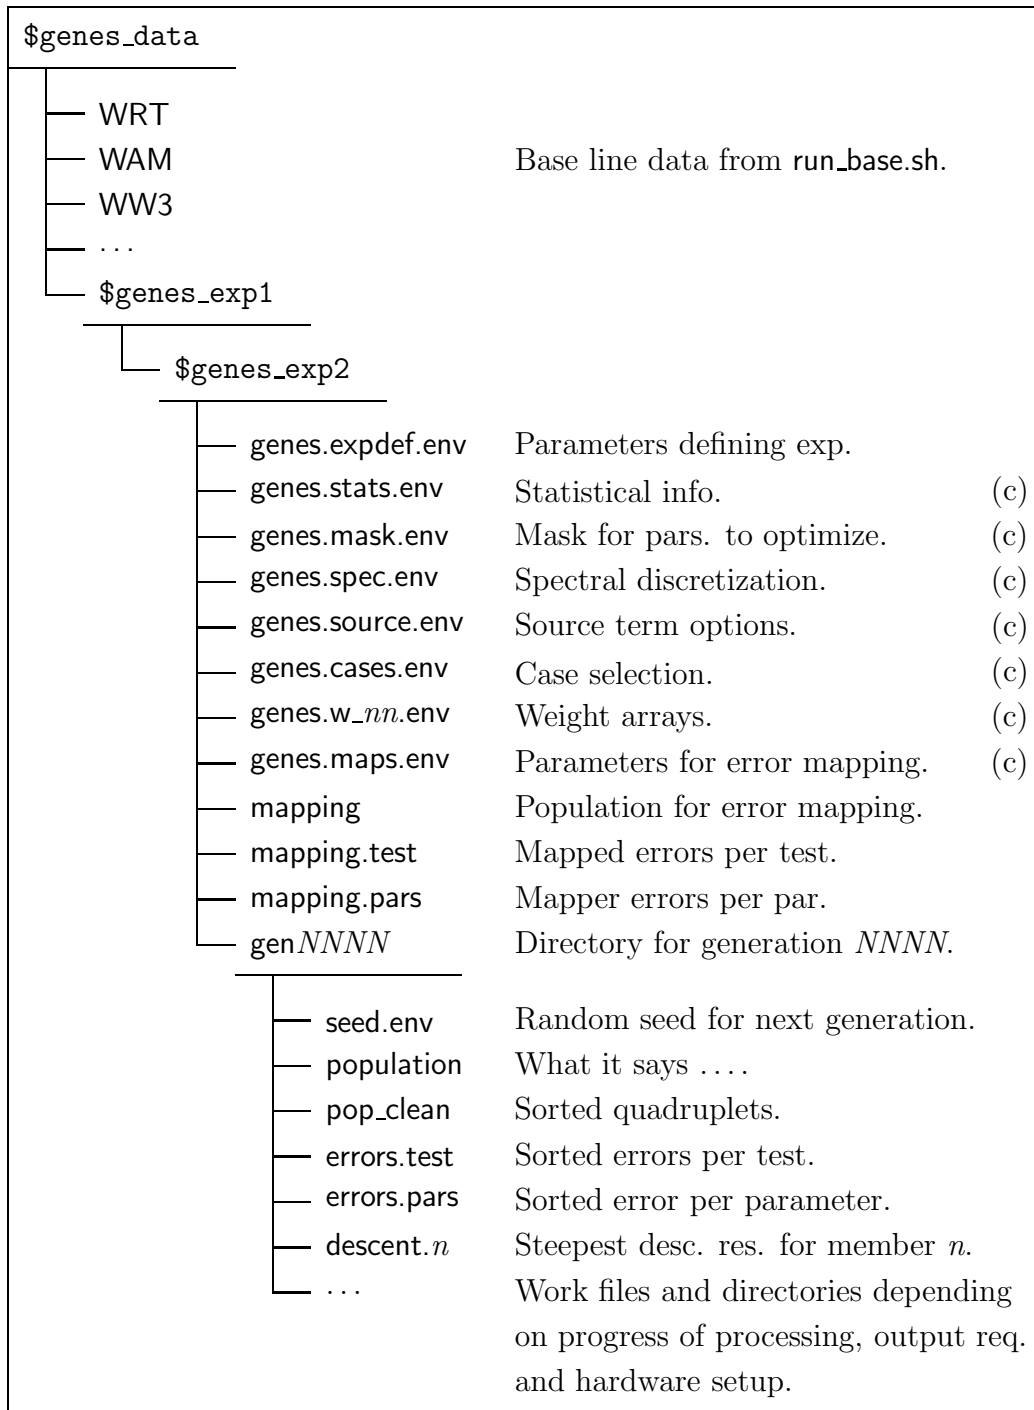 $genes_data
WRT
WAM Base line data from run_base.sh.
WW3
...
$genes_exp1
$genes_exp2
genes.expdef.env Parameters defining exp.
genes.stats.env Statistical info. (c)
genes.mask.env Mask for pars. to optimize. (c)
genes.spec.env Spectral discretization. (c)
genes.source.env Source term options. (c)
genes.cases.env Case selection. (c)
genes.w_nn.env Weight arrays. (c)
genes.maps.env Parameters for error mapping. (c)
mapping Population for error mapping.
mapping.test Mapped errors per test.
mapping.pars Mapper errors per par.
genNNNN Directory for generation NNNN.
seed.env Random seed for next generation.
population What it says ....
pop_clean Sorted quadruplets.
errors.test Sorted errors per test.
errors.pars Sorted error per parameter.
descent.n Steepest desc. res. for member n.
... Work files and directories depending
on progress of processing, output req.
and hardware setup.